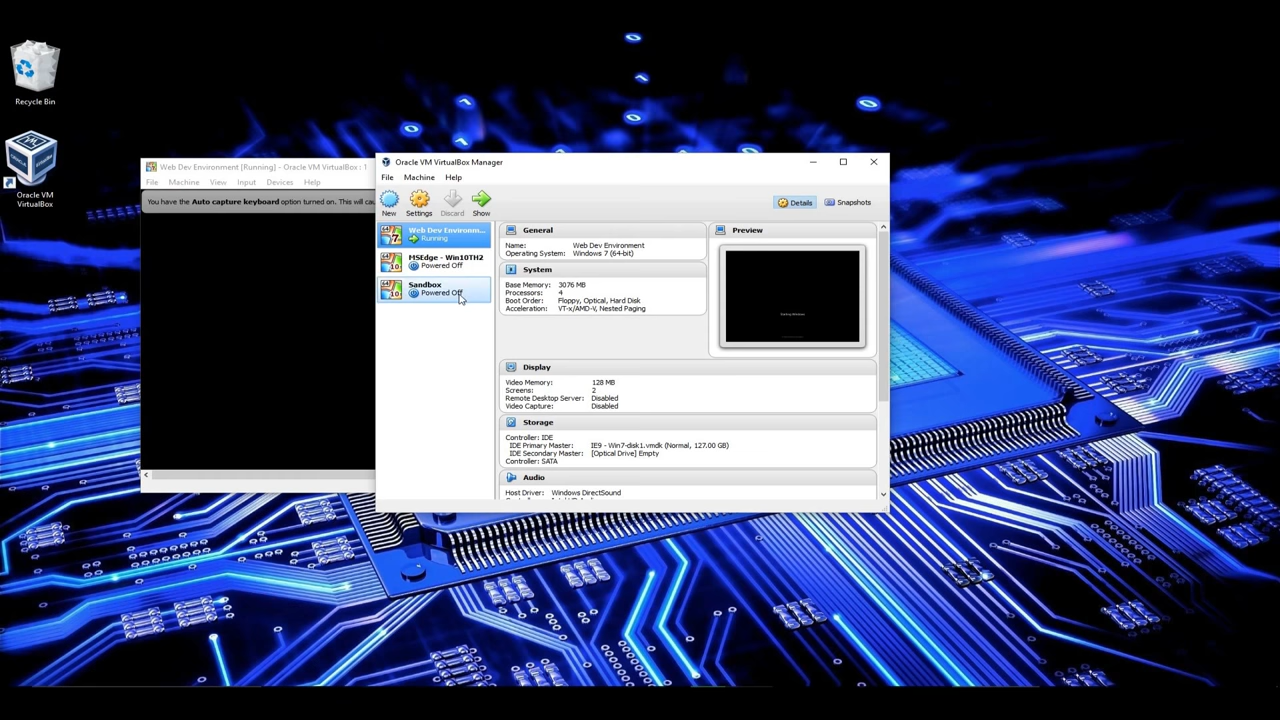 Recycle Bin
Oracle VM
VirtualBox
Web Dev Environment [Running] - Oracle VM VirtualBox : 1
File Machine View Input Devices Help
You have the Auto capture keyboard option turned on. This will cau
Oracle VM VirtualBox Manager
File Machine Help
New Settings Discard Show
Details Snapshots
Web Dev Environm...
Running
MSEdge - Win10TH2
Powered Off
Sandbox
Powered Off
General
Name: Web Dev Environment
Operating System: Windows 7 (64-bit)
System
Base Memory: 3076 MB
Processors: 4
Boot Order: Floppy, Optical, Hard Disk
Acceleration: VT-x/AMD-V, Nested Paging
Preview
Starting Windows
Display
Video Memory: 128 MB
Screens: 2
Remote Desktop Server: Disabled
Video Capture: Disabled
Storage
Controller: IDE
IDE Primary Master: IE9 - Win7-disk1.vmdk (Normal, 127.00 GB)
IDE Secondary Master: [Optical Drive] Empty
Controller: SATA
Audio
Host Driver: Windows DirectSound